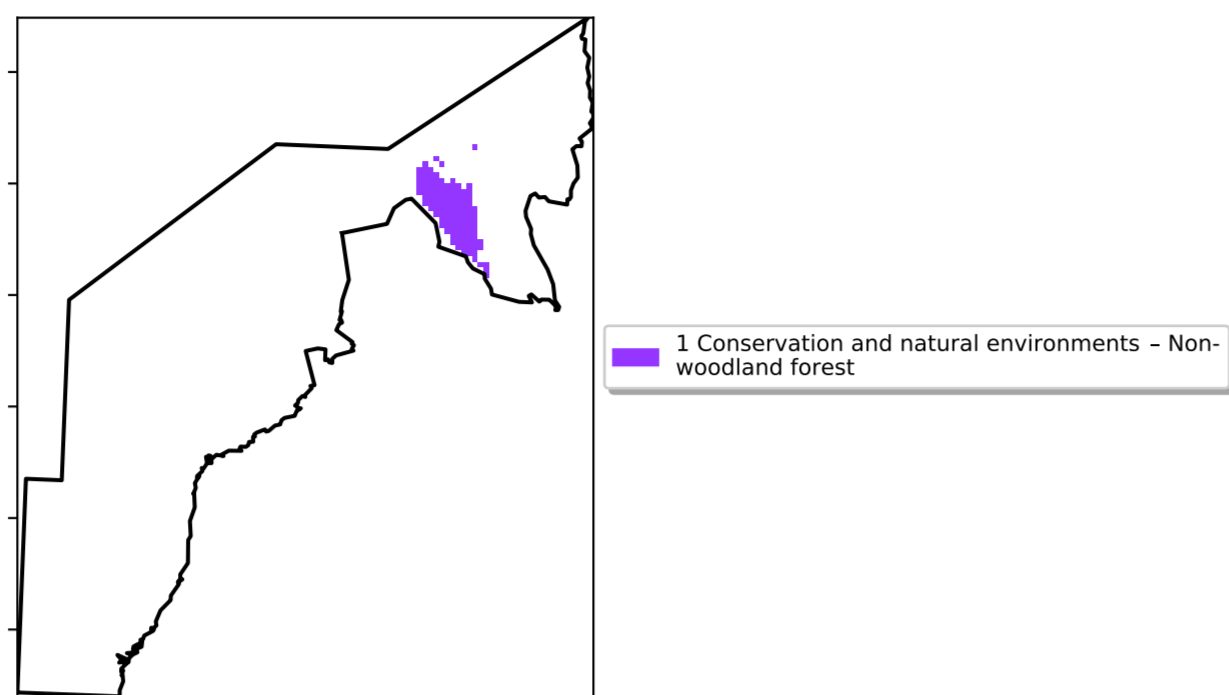 1 Conservation and natural environments – Non-
woodland forest